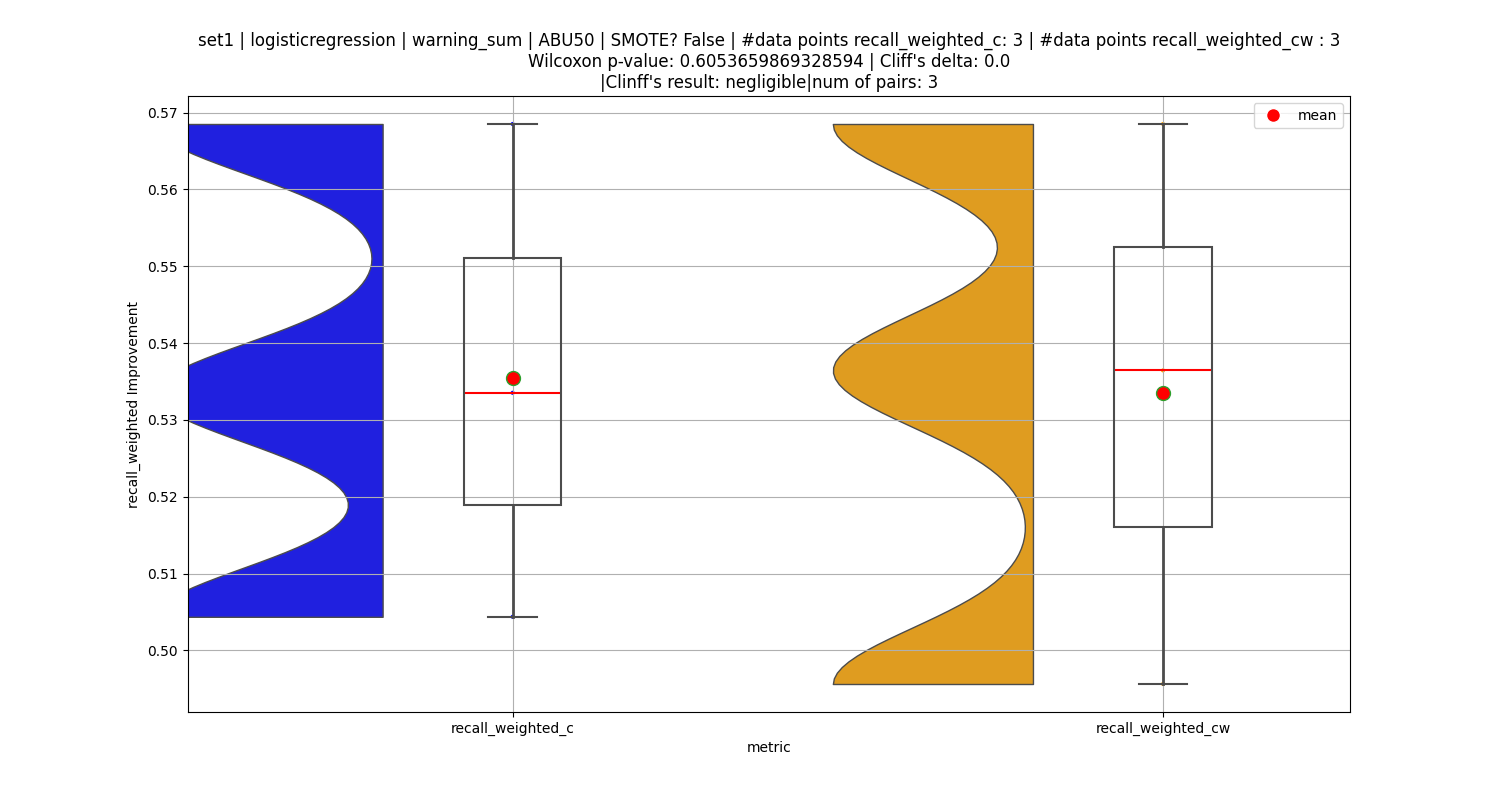 set1 | logisticregression | warning_sum | ABU50 | SMOTE? False | #data points recall_weighted_c: 3 | #data points recall_weighted_cw : 3
Wilcoxon p-value: 0.6053659869328594 | Cliff's delta: 0.0
|Clinff's result: negligible|num of pairs: 3
mean
0.57
0.56
0.55
0.54
0.53
0.52
0.51
0.50
recall_weighted Improvement
recall_weighted_c
recall_weighted_cw
metric